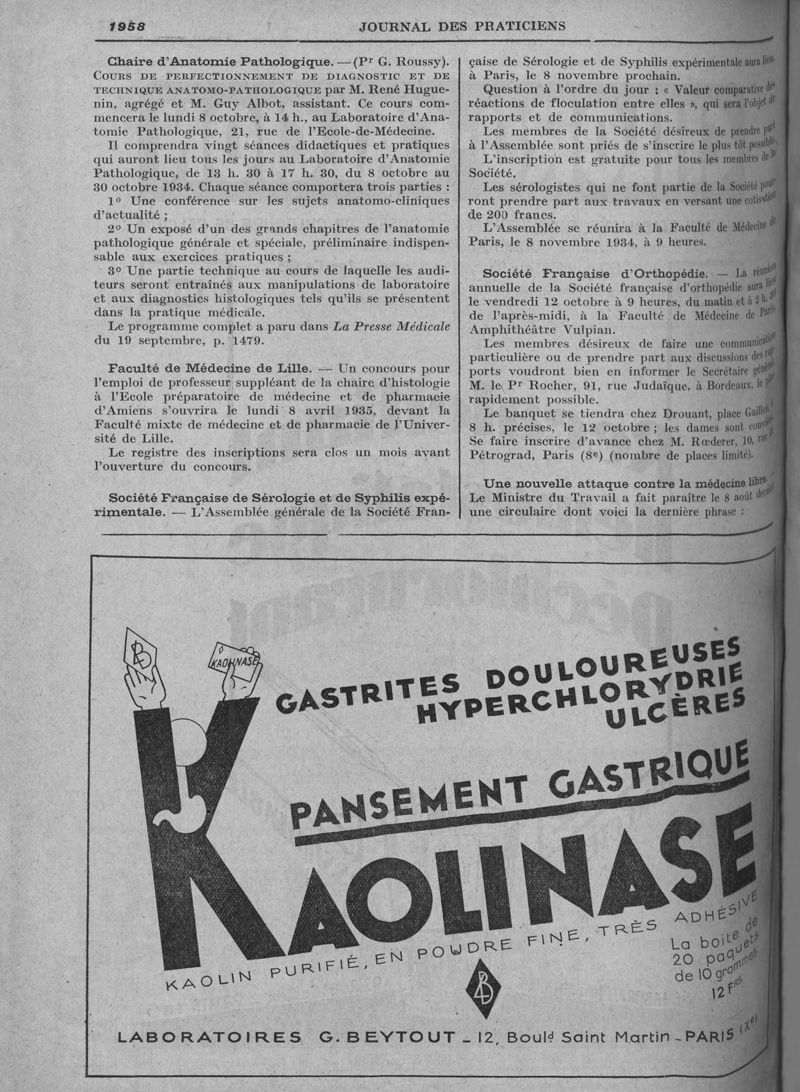 1958
JOURNAL DES PRATICIENS
Chaire d'Anatomie Pathologique. — (Pr G. Roussy).
COURS DE PERFECTIONNEMENT DE DIAGNOSTIC ET DE
TECHNIQUE ANATOMO-PATHOLOGIQUE par M. René Hugue-
nin, agrégé et M. Guy Albot, assistant. Ce cours com-
mencera le lundi 8 octobre, à 14 h., au Laboratoire d'Ana-
tomie Pathologique, 21, rue de l'Ecole-de-Médecine.
Il comprendra vingt séances didactiques et pratiques
qui auront lieu tous les jours au Laboratoire d'Anatomie
Pathologique, de 13 h. 30 à 17 h. 30, du 8 octobre au
30 octobre 1934. Chaque séance comportera trois parties :
1º Une conférence sur les sujets anatomo-cliniques
d'actualité ;
2º Un exposé d'un des grands chapitres de l'anatomie
pathologique générale et spéciale, préliminaire indispen-
sable aux exercices pratiques ;
3º Une partie technique au cours de laquelle les audi-
teurs seront entraînés aux manipulations de laboratoire
et aux diagnostics histologiques tels qu'ils se présentent
dans la pratique médicale.
Le programme complet a paru dans La Presse Médicale
du 19 septembre, p. 1479.
Faculté de Médecine de Lille. — Un concours pour
l'emploi de professeur suppléant de la chaire d'histologie
à l'Ecole préparatoire de médecine et de pharmacie
d'Amiens s'ouvrira le lundi 8 avril 1935, devant la
Faculté mixte de médecine et de pharmacie de l'Univer-
sité de Lille.
Le registre des inscriptions sera clos un mois avant
l'ouverture du concours.
Société Française de Sérologie et de Syphilis expé-
rimentale. — L'Assemblée générale de la Société Fran-
çaise de Sérologie et de Syphilis expérimentale aura lieu
à Paris, le 8 novembre prochain.
Question à l'ordre du jour : « Valeur comparative des
réactions de floculation entre elles », qui sera l'objet de
rapports et de communications.
Les membres de la Société désireux de prendre part
à l'Assemblée sont priés de s'inscrire le plus tôt possible.
L'inscription est gratuite pour tous les membres de la
Société.
Les sérologistes qui ne font partie de la Société pour-
ront prendre part aux travaux en versant une cotisation
de 200 francs.
L'Assemblée se réunira à la Faculté de Médecine de
Paris, le 8 novembre 1934, à 9 heures.
Société Française d'Orthopédie. — La réunion
annuelle de la Société française d'orthopédie aura lieu
le vendredi 12 octobre à 9 heures, du matin et à 2 h.
de l'après-midi, à la Faculté de Médecine de Paris
Amphithéâtre Vulpian.
Les membres désireux de faire une communication
particulière ou de prendre part aux discussions des rap-
ports voudront bien en informer le Secrétaire général
M. le Pr Rocher, 91, rue Judaïque, à Bordeaux, le plus
rapidement possible.
Le banquet se tiendra chez Drouant, place Gaillon
8 h. précises, le 12 octobre ; les dames sont
Se faire inscrire d'avance chez M. Rœderer, 10, rue
Pétrograd, Paris (8e) (nombre de places limité).
Une nouvelle attaque contre la médecine libre.
Le Ministre du Travail a fait paraître le 8 août dernier
une circulaire dont voici la dernière phrase :
KAOLINASE
GASTRITES DOULOUREUSES
HYPERCHLORYDRIE
ULCÈRES
PANSEMENT GASTRIQUE
KAOLINASE
KAOLIN PURIFIÉ, EN POUDRE FINE, TRÈS ADHÉSIVE
La boite de
20 paquets
de 10 grammes
12 Frs
LABORATOIRES G. BEYTOUT - 12, Bould Saint Martin - PARIS (Xe)